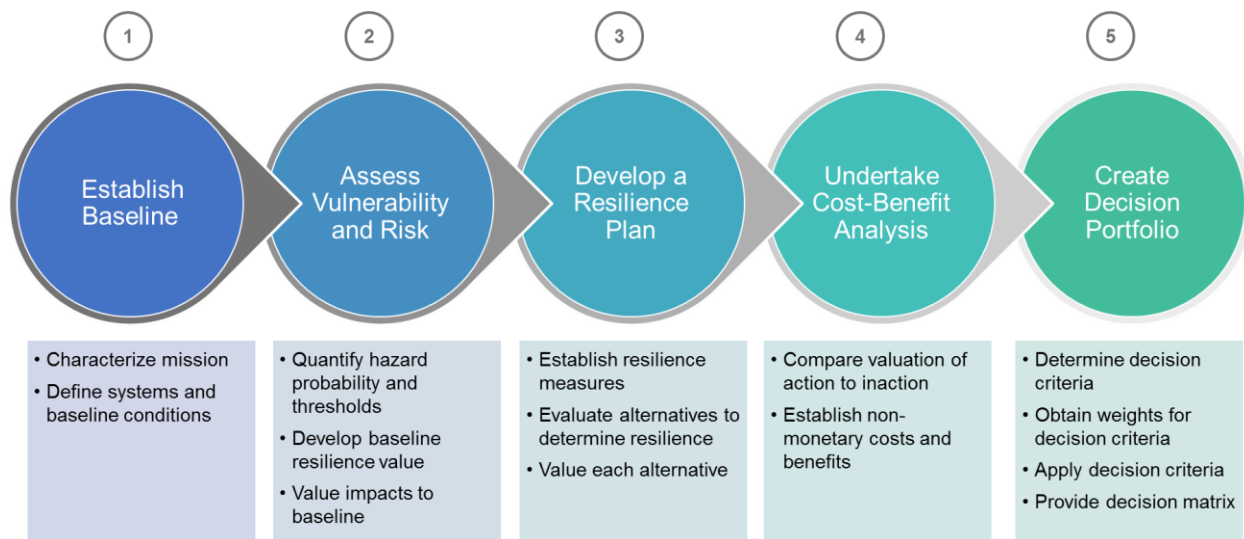 1
2
3
4
5
Establish
Baseline
Assess
Vulnerability
and Risk
Develop a
Resilience
Plan
Undertake
Cost-Benefit
Analysis
Create
Decision
Portfolio
• Characterize mission
• Define systems and
baseline conditions
• Quantify hazard
probability and
thresholds
• Develop baseline
resilience value
• Value impacts to
baseline
• Establish resilience
measures
• Evaluate alternatives to
determine resilience
• Value each alternative
• Compare valuation of
action to inaction
• Establish non-
monetary costs and
benefits
• Determine decision
criteria
• Obtain weights for
decision criteria
• Apply decision criteria
• Provide decision matrix